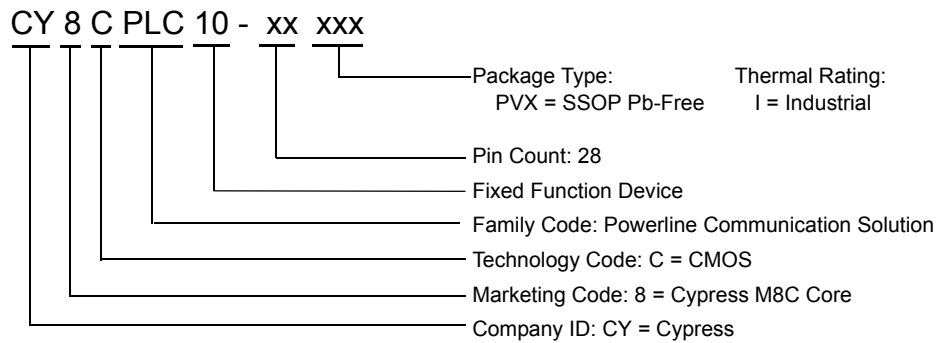 CY 8 C PLC 10 - xx xxx
Package Type: Thermal Rating:
PVX = SSOP Pb-Free I = Industrial
Pin Count: 28
Fixed Function Device
Family Code: Powerline Communication Solution
Technology Code: C = CMOS
Marketing Code: 8 = Cypress M8C Core
Company ID: CY = Cypress